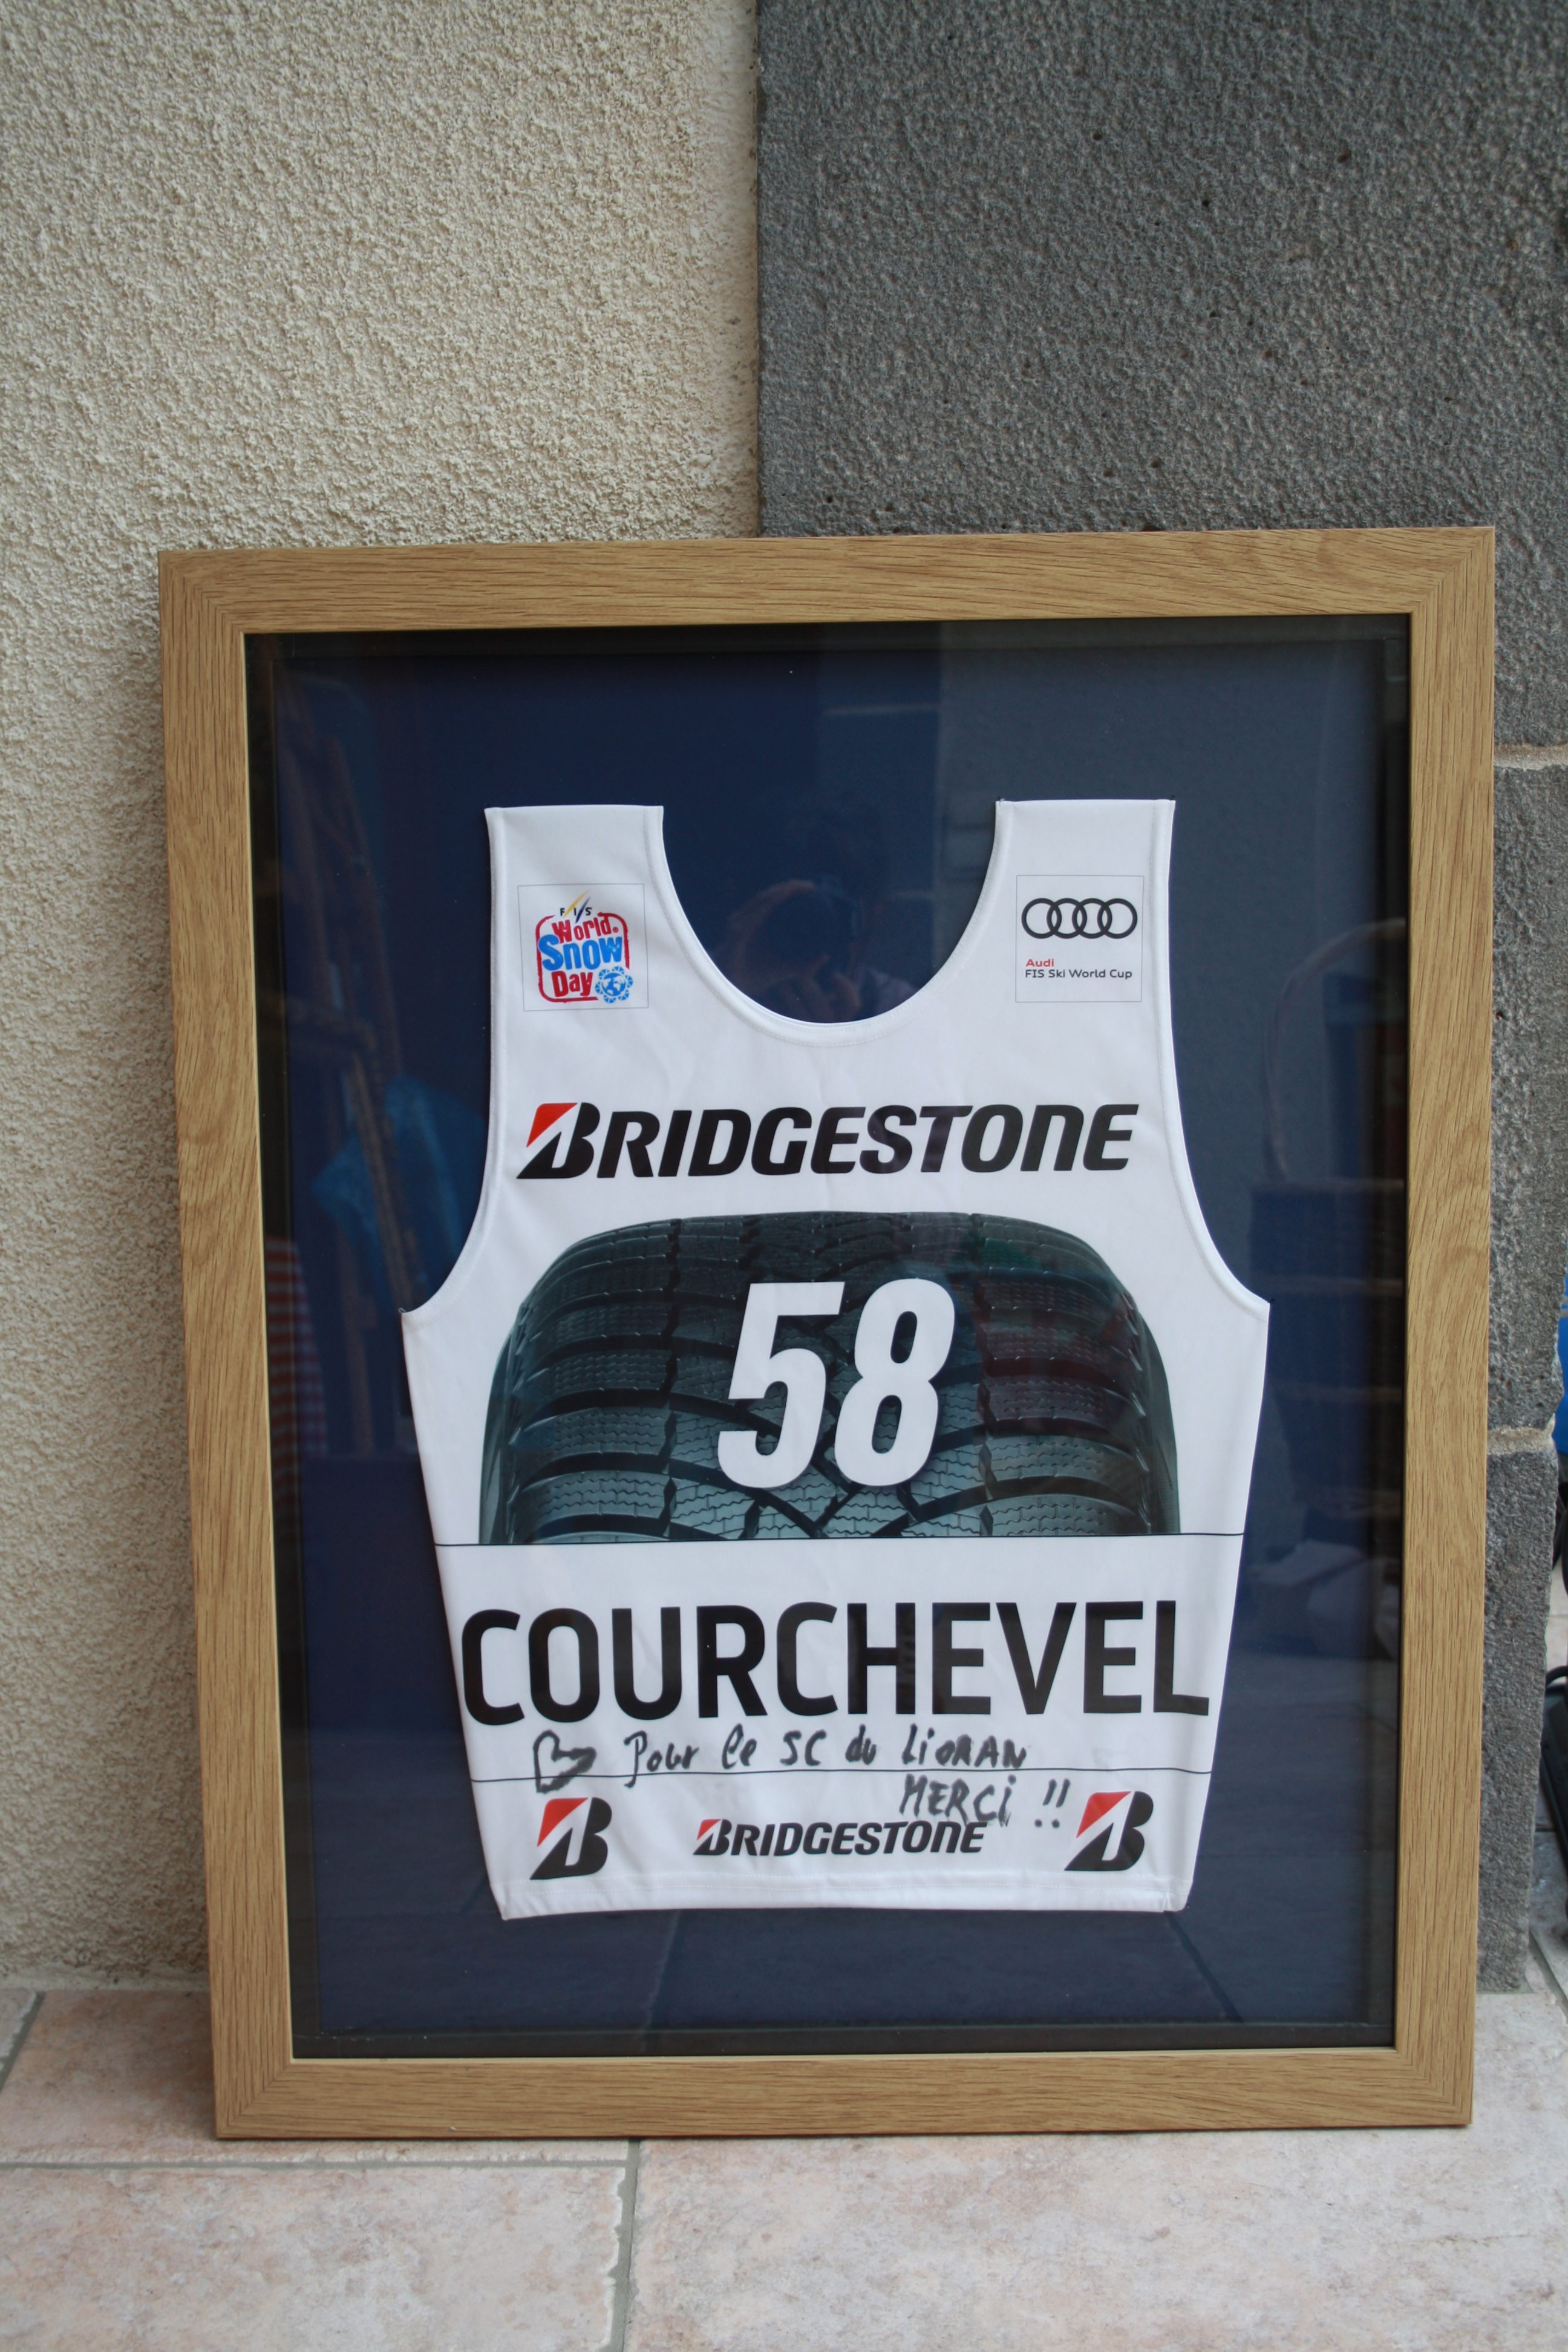 FIS
World
Snow
Day
Audi
FIS Ski World Cup
BRIDGESTONE
58
COURCHEVEL
Pour le SC du LioRAN
MERCi !!
B
BRIDGESTONE
B